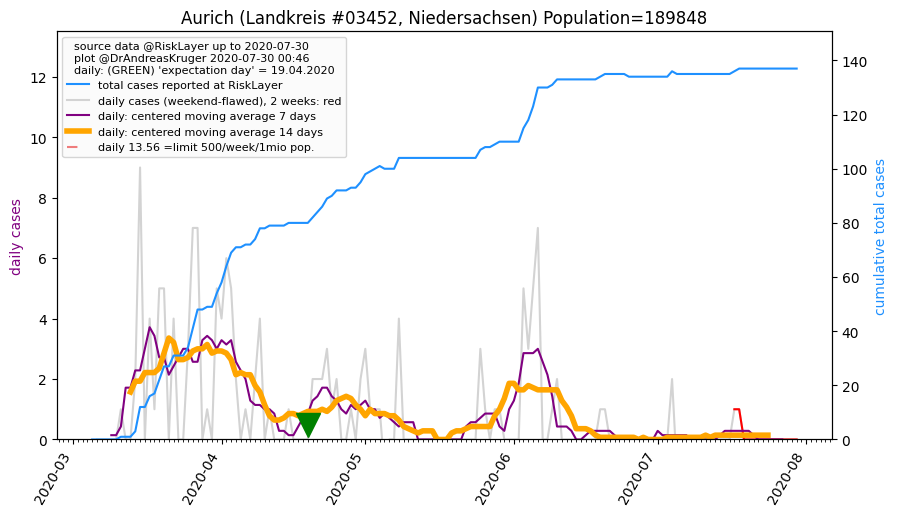 Aurich (Landkreis #03452, Niedersachsen) Population=189848
source data @RiskLayer up to 2020-07-30
plot @DrAndreasKruger 2020-07-30 00:46
daily: (GREEN) 'expectation day' = 19.04.2020
total cases reported at RiskLayer
daily cases (weekend-flawed), 2 weeks: red
daily: centered moving average 7 days
daily: centered moving average 14 days
daily 13.56 =limit 500/week/1mio pop.
daily cases
12
10
8
6
4
2
0
cumulative total cases
140
120
100
80
60
40
20
0
2020-03
2020-04
2020-05
2020-06
2020-07
2020-08